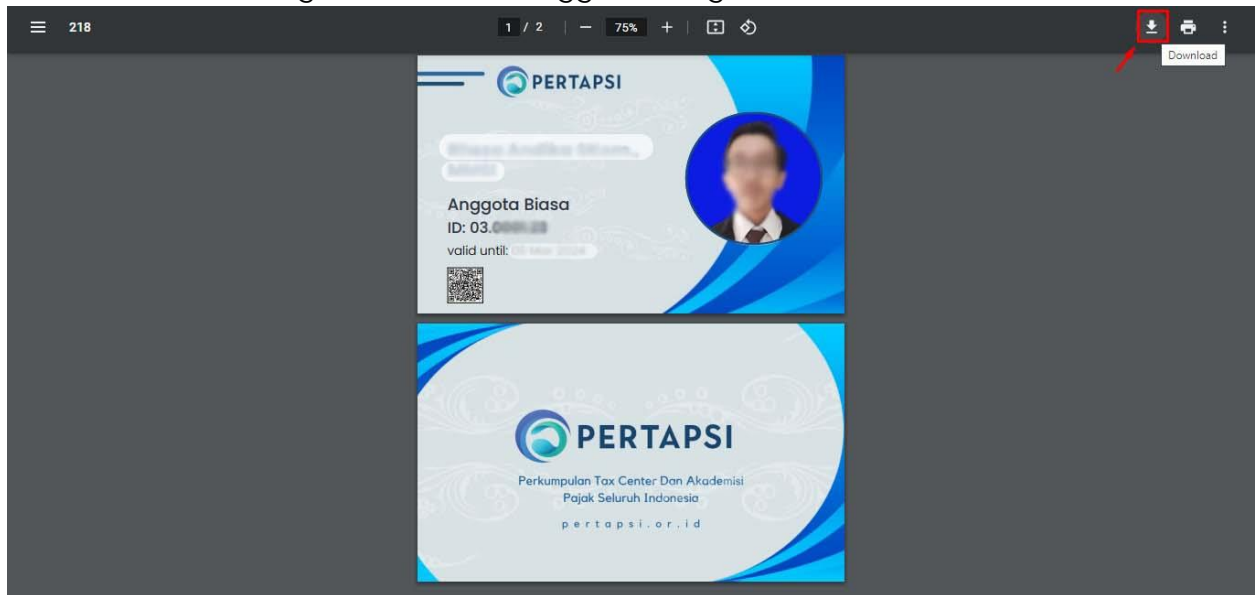 218 1 / 2 75%
Download
PERTAPSI
Anggota Biasa
ID: 03.
valid until:
PERTAPSI
Perkumpulan Tax Center Dan Akademisi
Pajak Seluruh Indonesia
pertapsi.or.id